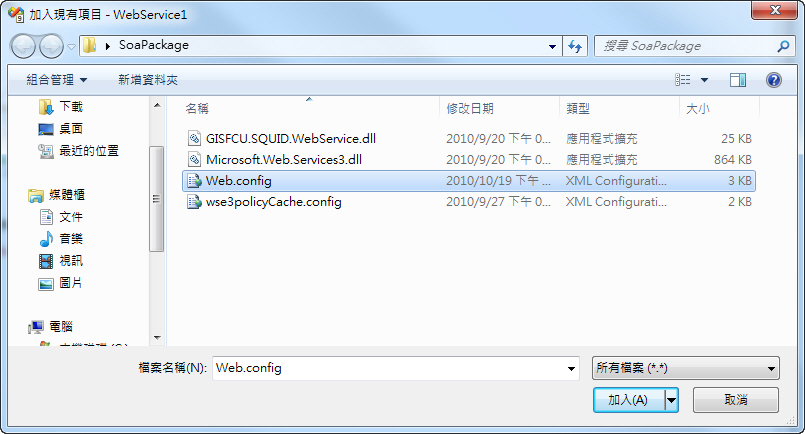 加入現有項目 - WebService1
SoaPackage
搜尋 SoaPackage
組合管理 新增資料夾
下載
桌面
最近的位置
媒體櫃
文件
音樂
視訊
圖片
電腦
名稱 修改日期 類型 大小
GISFCU.SQUID.WebService.dll 2010/9/20 下午 0... 應用程式擴充 25 KB
Microsoft.Web.Services3.dll 2010/9/20 下午 0... 應用程式擴充 864 KB
Web.config 2010/10/19 下午 ... XML Configurati... 3 KB
wse3policyCache.config 2010/9/27 下午 0... XML Configurati... 2 KB
檔案名稱(N): Web.config 所有檔案 (*.*)
加入(A) 取消